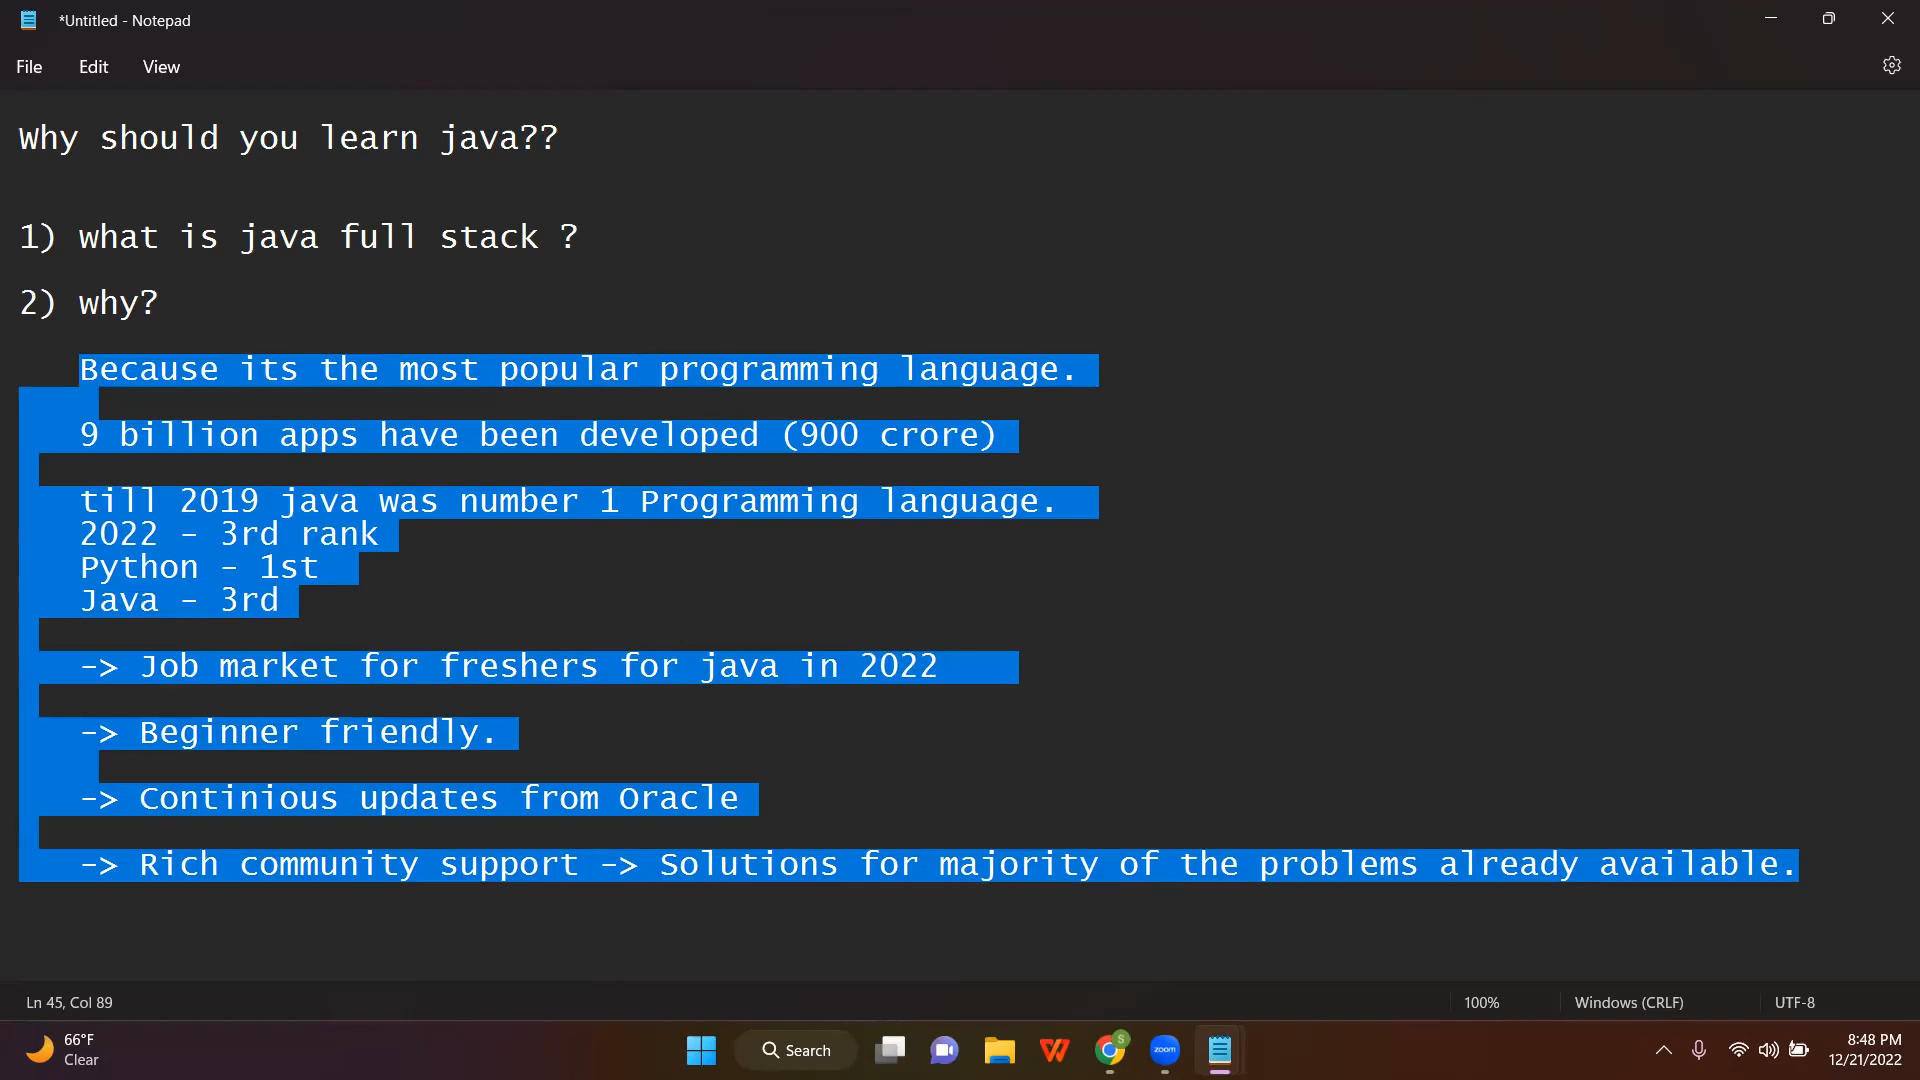 *Untitled - Notepad
File Edit View
Why should you learn java??
1) what is java full stack ?
2) why?
Because its the most popular programming language.
9 billion apps have been developed (900 crore)
till 2019 java was number 1 Programming language.
2022 - 3rd rank
Python - 1st
Java - 3rd
-> Job market for freshers for java in 2022
-> Beginner friendly.
-> Continious updates from Oracle
-> Rich community support -> Solutions for majority of the problems already available.
Ln 45, Col 89 100% Windows (CRLF) UTF-8
66°F
Clear
Search
S
zoom
8:48 PM
12/21/2022